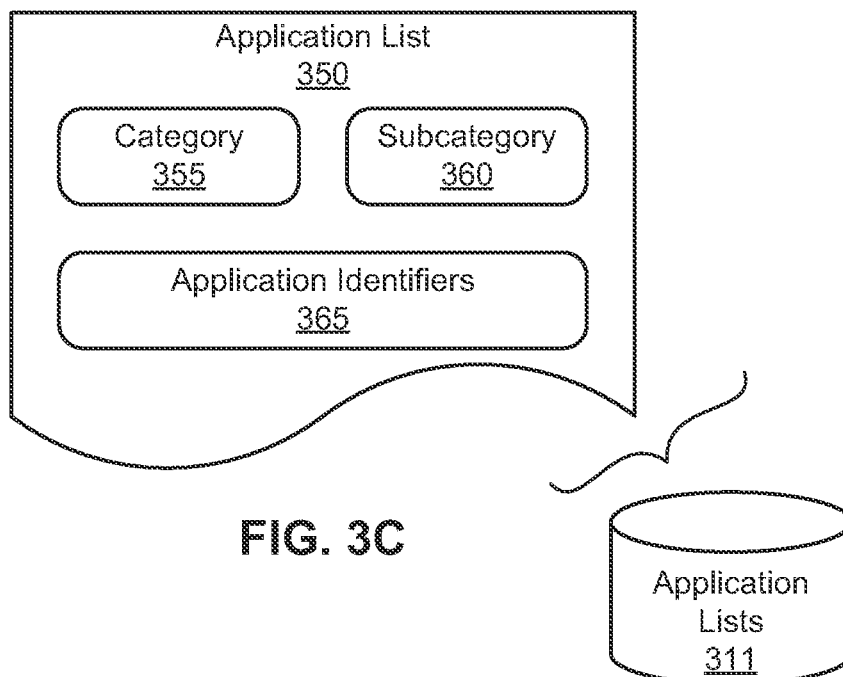 Application List
350
Category
355
Subcategory
360
Application Identifiers
365
FIG. 3C
Application
Lists
311